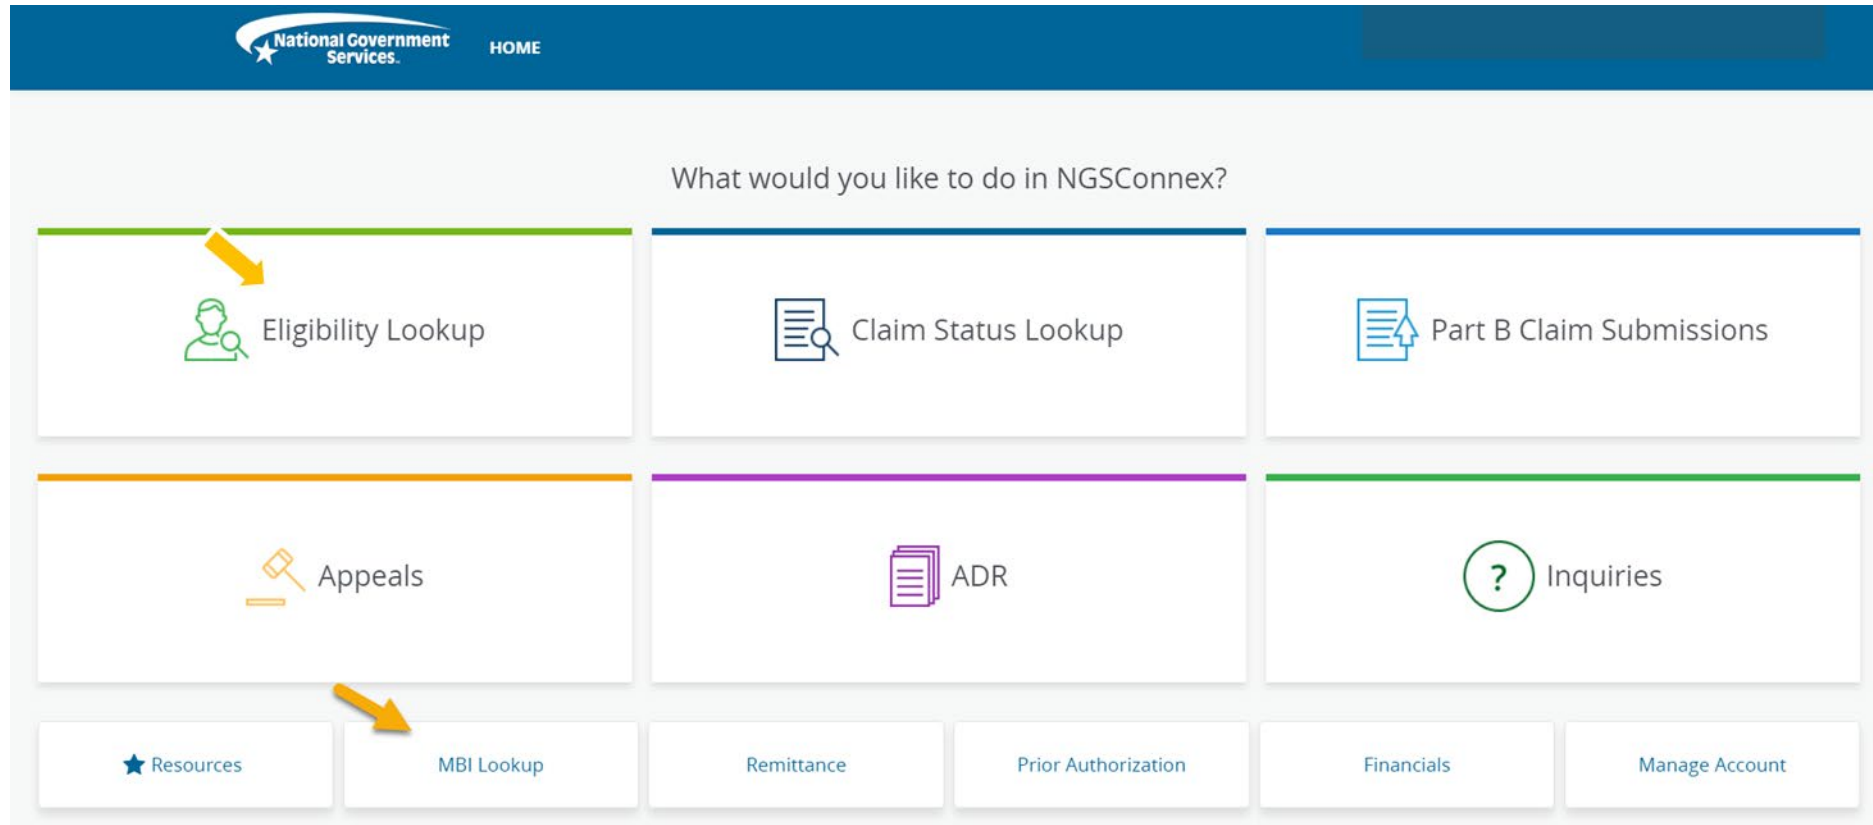 National Government
Services.
HOME
What would you like to do in NGSConnex?
Eligibility Lookup
Claim Status Lookup
Part B Claim Submissions
Appeals
ADR
? Inquiries
Resources
MBI Lookup
Remittance
Prior Authorization
Financials
Manage Account